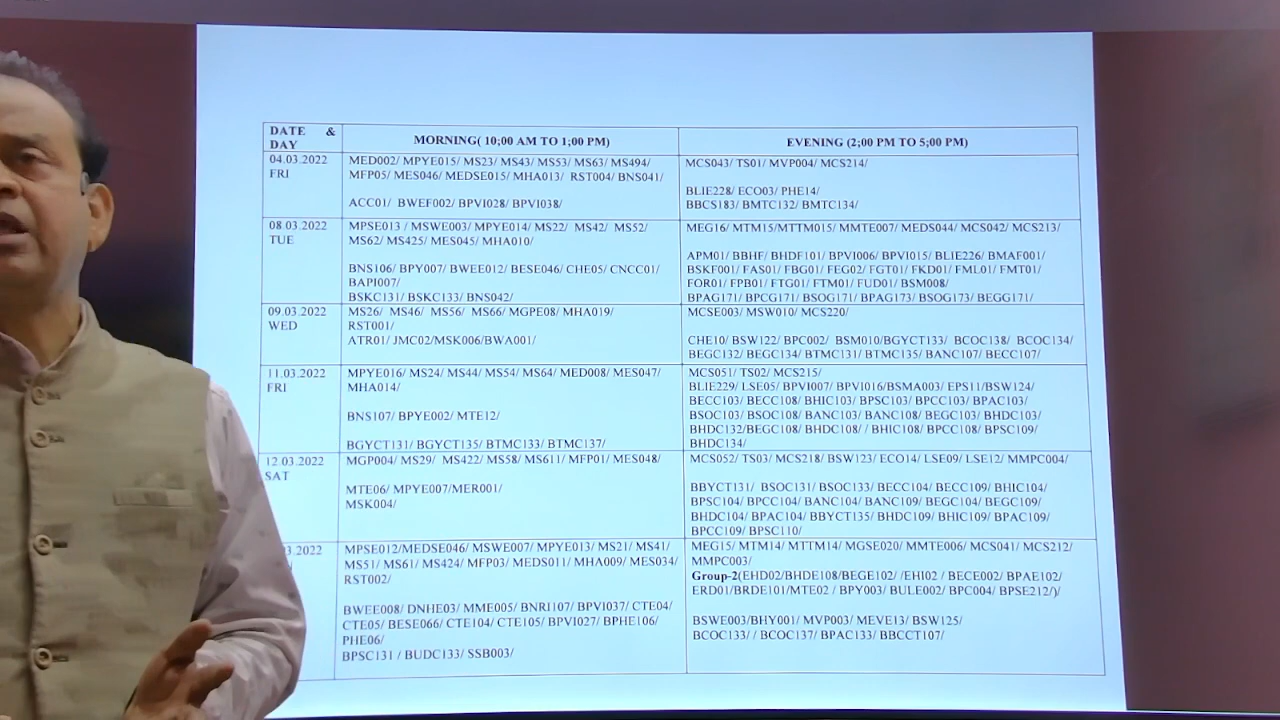 DATE & DAY
MORNING( 10;00 AM TO 1;00 PM)
EVENING (2;00 PM TO 5;00 PM)
04.03.2022
FRI
MED002/ MPYE015/ MS23/ MS43/ MS53/ MS63/ MS494/
MFP05/ MES046/ MEDSE015/ MHA013/ RST004/ BNS041/
ACC01/ BWEF002/ BPVI028/ BPVI038/
MCS043/ TS01/ MVP004/ MCS214/
BLIE228/ ECO03/ PHE14/
BBCS183/ BMTC132/ BMTC134/
08 03.2022
TUE
MPSE013 / MSWE003/ MPYE014/ MS22/ MS42/ MS52/
MS62/ MS425/ MES045/ MHA010/
BNS106/ BPY007/ BWEE012/ BESE046/ CHE05/ CNCC01/
BAPI007/
BSKC131/ BSKC133/ BNS042/
MEG16/ MTM15/MTTM015/ MMTE007/ MEDS044/ MCS042/ MCS213/
APM01/ BBHF/ BHDF101/ BPVI006/ BPVI015/ BLIE226/ BMAF001/
BSKF001/ FAS01/ FBG01/ FEG02/ FGT01/ FKD01/ FML01/ FMT01/
FOR01/ FPB01/ FTG01/ FTM01/ FUD01/ BSM008/
BPAG171/ BPCG171/ BSOG171/ BPAG173/ BSOG173/ BEGG171/
09.03.2022
WED
MS26/ MS46/ MS56/ MS66/ MGPE08/ MHA019/
RST001/
ATR01/ JMC02/MSK006/BWA001/
MCSE003/ MSW010/ MCS220/
CHE10/ BSW122/ BPC002/ BSM010/BGYCT133/ BCOC138/ BCOC134/
BEGC132/ BEGC134/ BTMC131/ BTMC135/ BANC107/ BECC107/
11.03.2022
FRI
MPYE016/ MS24/ MS44/ MS54/ MS64/ MED008/ MES047/
MHA014/
BNS107/ BPYE002/ MTE12/
BGYCT131/ BGYCT135/ BTMC133/ BTMC137/
MCS051/ TS02/ MCS215/
BLIE229/ LSE05/ BPVI007/ BPVI016/BSMA003/ EPS11/BSW124/
BECC103/ BECC108/ BHIC103/ BPSC103/ BPCC103/ BPAC103/
BSOC103/ BSOC108/ BANC103/ BANC108/ BEGC103/ BHDC103/
BHDC132/BEGC108/ BHDC108/ / BHIC108/ BPCC108/ BPSC109/
BHDC134/
12.03.2022
SAT
MGP004/ MS29/ MS422/ MS58/ MS611/ MFP01/ MES048/
MTE06/ MPYE007/MER001/
MSK004/
MCS052/ TS03/ MCS218/ BSW123/ ECO14/ LSE09/ LSE12/ MMPC004/
BBYCT131/ BSOC131/ BSOC133/ BECC104/ BECC109/ BHIC104/
BPSC104/ BPCC104/ BANC104/ BANC109/ BEGC104/ BEGC109/
BHDC104/ BPAC104/ BBYCT135/ BHDC109/ BHIC109/ BPAC109/
BPCC109/ BPSC110/
3 2022
MPSE012/MEDSE046/ MSWE007/ MPYE013/ MS21/ MS41/
MS51/ MS61/ MS424/ MFP03/ MEDS011/ MHA009/ MES034/
RST002/
BWEE008/ DNHE03/ MME005/ BNRI107/ BPVI037/ CTE04/
CTE05/ BESE066/ CTE104/ CTE105/ BPVI027/ BPHE106/
PHE06/
BPSC131 / BUDC133/ SSB003/
MEG15/ MTM14/ MTTM14/ MGSE020/ MMTE006/ MCS041/ MCS212/
MMPC003/
Group-2(EHD02/BHDE108/BEGE102/ /EHI02 / BECE002/ BPAE102/
ERD01/BRDE101/MTE02 / BPY003/ BULE002/ BPC004/ BPSE212/)/
BSWE003/BHY001/ MVP003/ MEVE13/ BSW125/
BCOC133/ / BCOC137/ BPAC133/ BBCCT107/